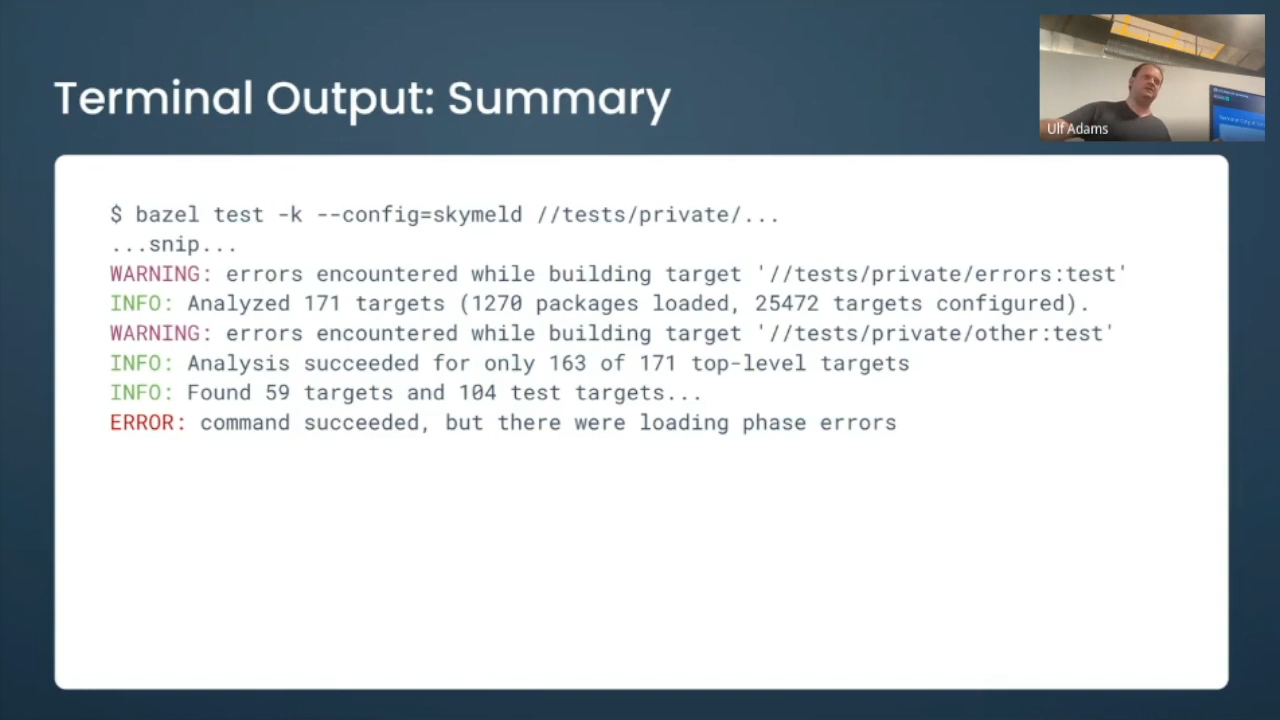 Terminal Output: Summary
Ulf Adams
$ bazel test -k --config=skymeld //tests/private/...
...snip...
WARNING: errors encountered while building target '//tests/private/errors:test'
INFO: Analyzed 171 targets (1270 packages loaded, 25472 targets configured).
WARNING: errors encountered while building target '//tests/private/other:test'
INFO: Analysis succeeded for only 163 of 171 top-level targets
INFO: Found 59 targets and 104 test targets...
ERROR: command succeeded, but there were loading phase errors